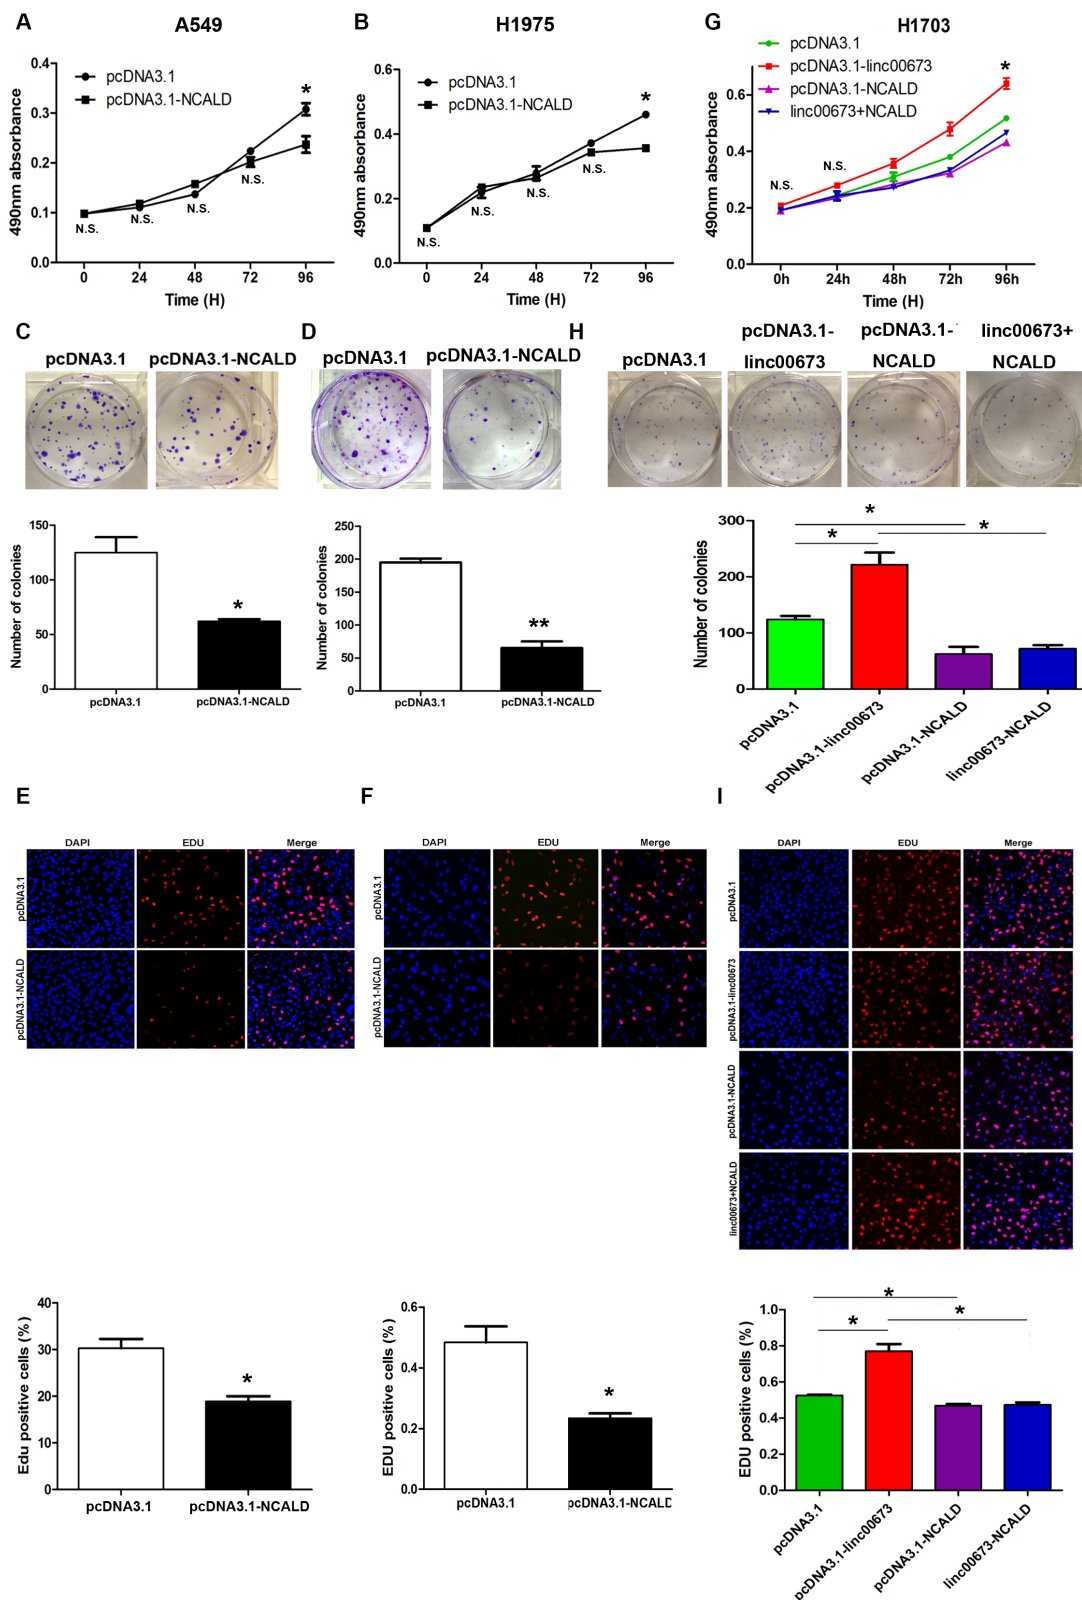 A
A549
0.4
0.3
0.2
0.1
0.0
490nm absorbance
pcDNA3.1
pcDNA3.1-NCALD
*
N.S.
N.S.
N.S.
N.S.
0
24
48
72
96
Time (H)
B
H1975
0.6
0.4
0.2
0.0
490nm absorbance
pcDNA3.1
pcDNA3.1-NCALD
*
N.S.
N.S.
N.S.
N.S.
0
24
48
72
96
Time (H)
G
H1703
pcDNA3.1
pcDNA3.1-linc00673
pcDNA3.1-NCALD
linc00673+NCALD
0.6
0.4
0.2
0.0
490nm absorbance
*
N.S.
N.S.
0h
24h
48h
72h
96h
Time (H)
C
pcDNA3.1
pcDNA3.1-NCALD
150
100
50
0
Number of colonies
*
pcDNA3.1
pcDNA3.1-NCALD
D
pcDNA3.1
pcDNA3.1-NCALD
250
200
150
100
50
0
Number of colonies
**
pcDNA3.1
pcDNA3.1-NCALD
H
pcDNA3.1
pcDNA3.1-
linc00673
pcDNA3.1-
NCALD
linc00673+
NCALD
300
200
100
0
Number of colonies
*
*
*
pcDNA3.1
pcDNA3.1-linc00673
pcDNA3.1-NCALD
linc00673-NCALD
E
DAPI
EDU
Merge
pcDNA3.1
pcDNA3.1-NCALD
40
30
20
10
0
Edu positive cells (%)
*
pcDNA3.1
pcDNA3.1-NCALD
F
DAPI
EDU
Merge
pcDNA3.1
pcDNA3.1-NCALD
0.6
0.4
0.2
0.0
EDU positive cells (%)
*
pcDNA3.1
pcDNA3.1-NCALD
I
DAPI
EDU
Merge
pcDNA3.1
pcDNA3.1-linc00673
pcDNA3.1-NCALD
linc00673+NCALD
1.0
0.8
0.6
0.4
0.2
0.0
EDU positive cells (%)
*
*
*
pcDNA3.1
pcDNA3.1-linc00673
pcDNA3.1-NCALD
linc00673-NCALD